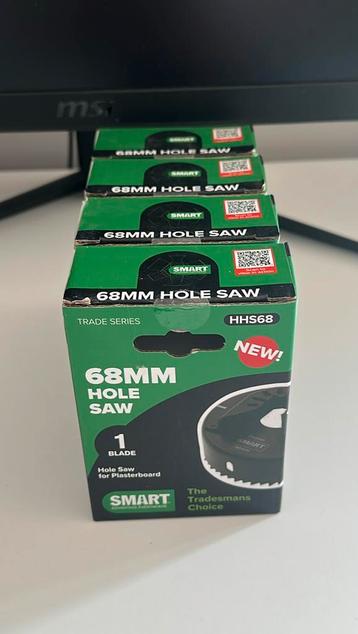 msi
SMART
68MM HOLE SAW
SMART
68MM HOLE SAW
SMART
68MM HOLE SAW
SMART
68MM HOLE SAW
TRADE SERIES
HHS68
NEW!
68MM
HOLE
SAW
1
BLADE
Hole Saw
for Plasterboard
SMART
SMART
The
Tradesmans
Choice